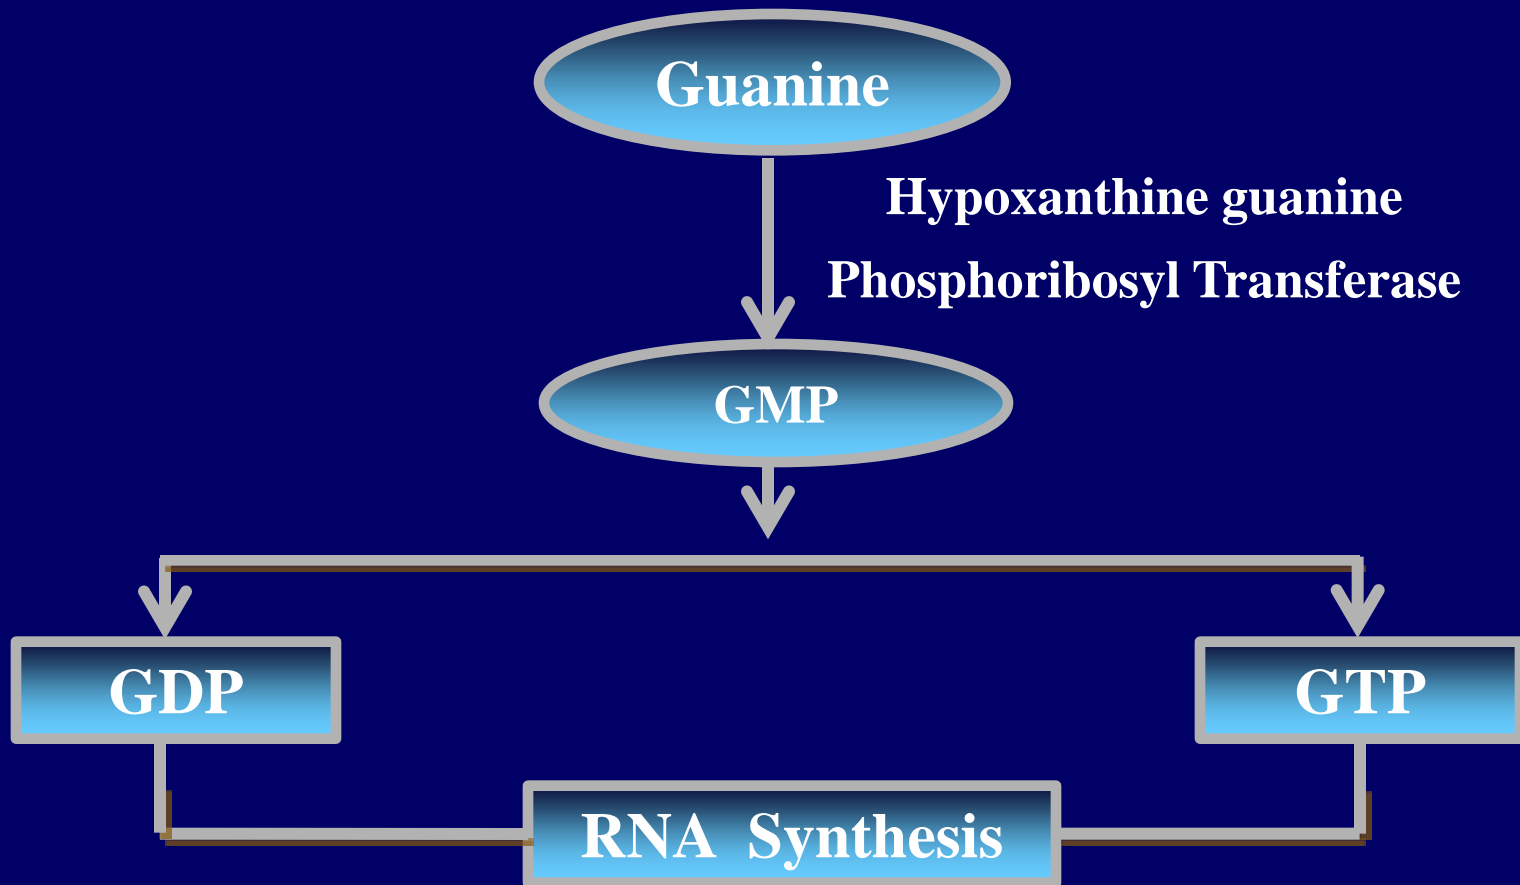 Guanine
Hypoxanthine guanine
Phosphoribosyl Transferase
GMP
GDP
GTP
RNA Synthesis